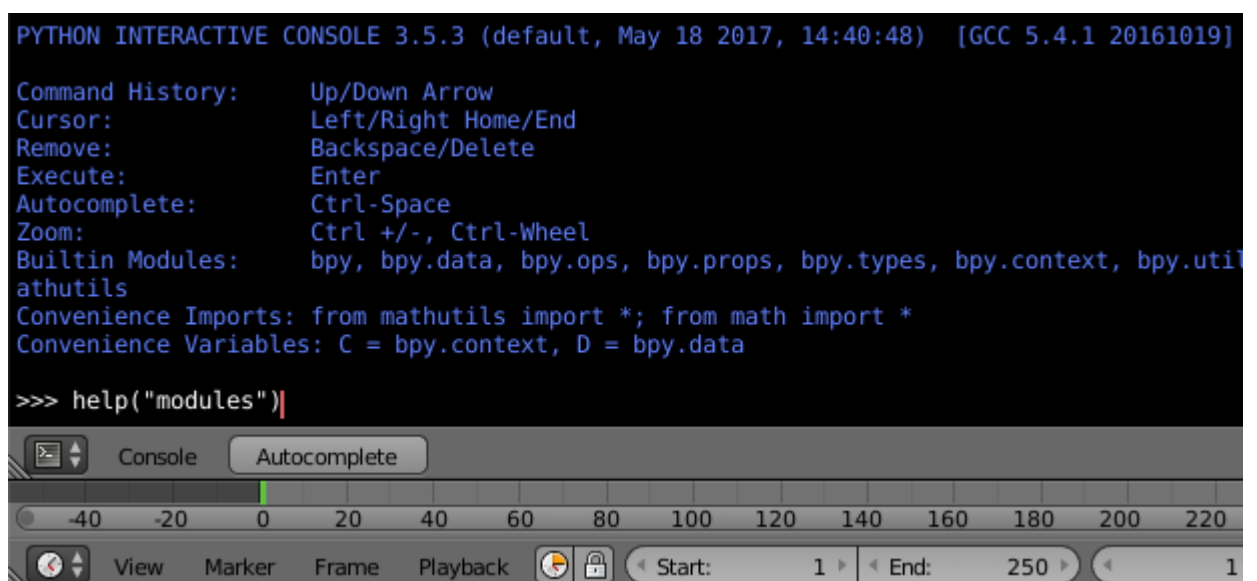 PYTHON INTERACTIVE CONSOLE 3.5.3 (default, May 18 2017, 14:40:48)  [GCC 5.4.1 20161019]
Command History:     Up/Down Arrow
Cursor:              Left/Right Home/End
Remove:              Backspace/Delete
Execute:             Enter
Autocomplete:        Ctrl-Space
Zoom:                Ctrl +/-, Ctrl-Wheel
Builtin Modules:     bpy, bpy.data, bpy.ops, bpy.props, bpy.types, bpy.context, bpy.util
athutils
Convenience Imports: from mathutils import *; from math import *
Convenience Variables: C = bpy.context, D = bpy.data
>>> help("modules")
Console Autocomplete
-40 -20 0 20 40 60 80 100 120 140 160 180 200 220
View Marker Frame Playback Start: 1 End: 250 1